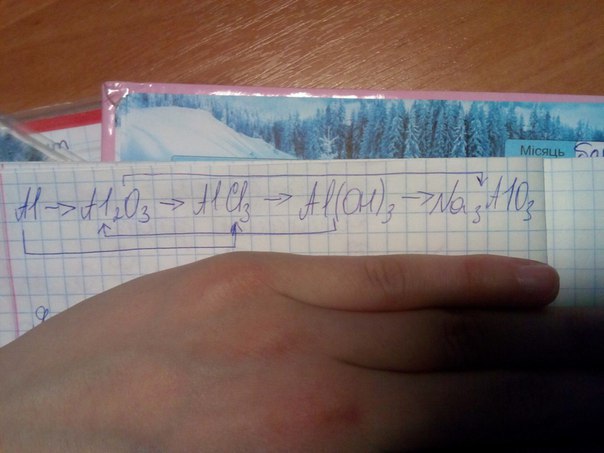 Місяць
Al → Al₂O₃ → AlCl₃ → Al(OH)₃ → Na₃AlO₃